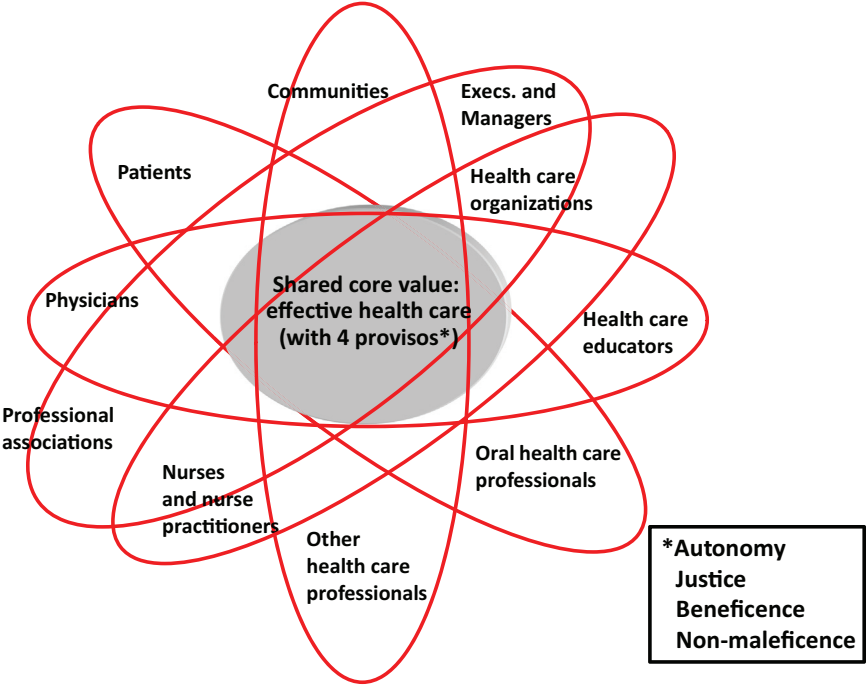 Communities
Execs. and
Managers
Patients
Health care
organizations
Physicians
Shared core value:
effective health care
(with 4 provisos*)
Health care
educators
Professional
associations
Nurses
and nurse
practitioners
Oral health care
professionals
Other
health care
professionals
*Autonomy
Justice
Beneficence
Non-maleficence